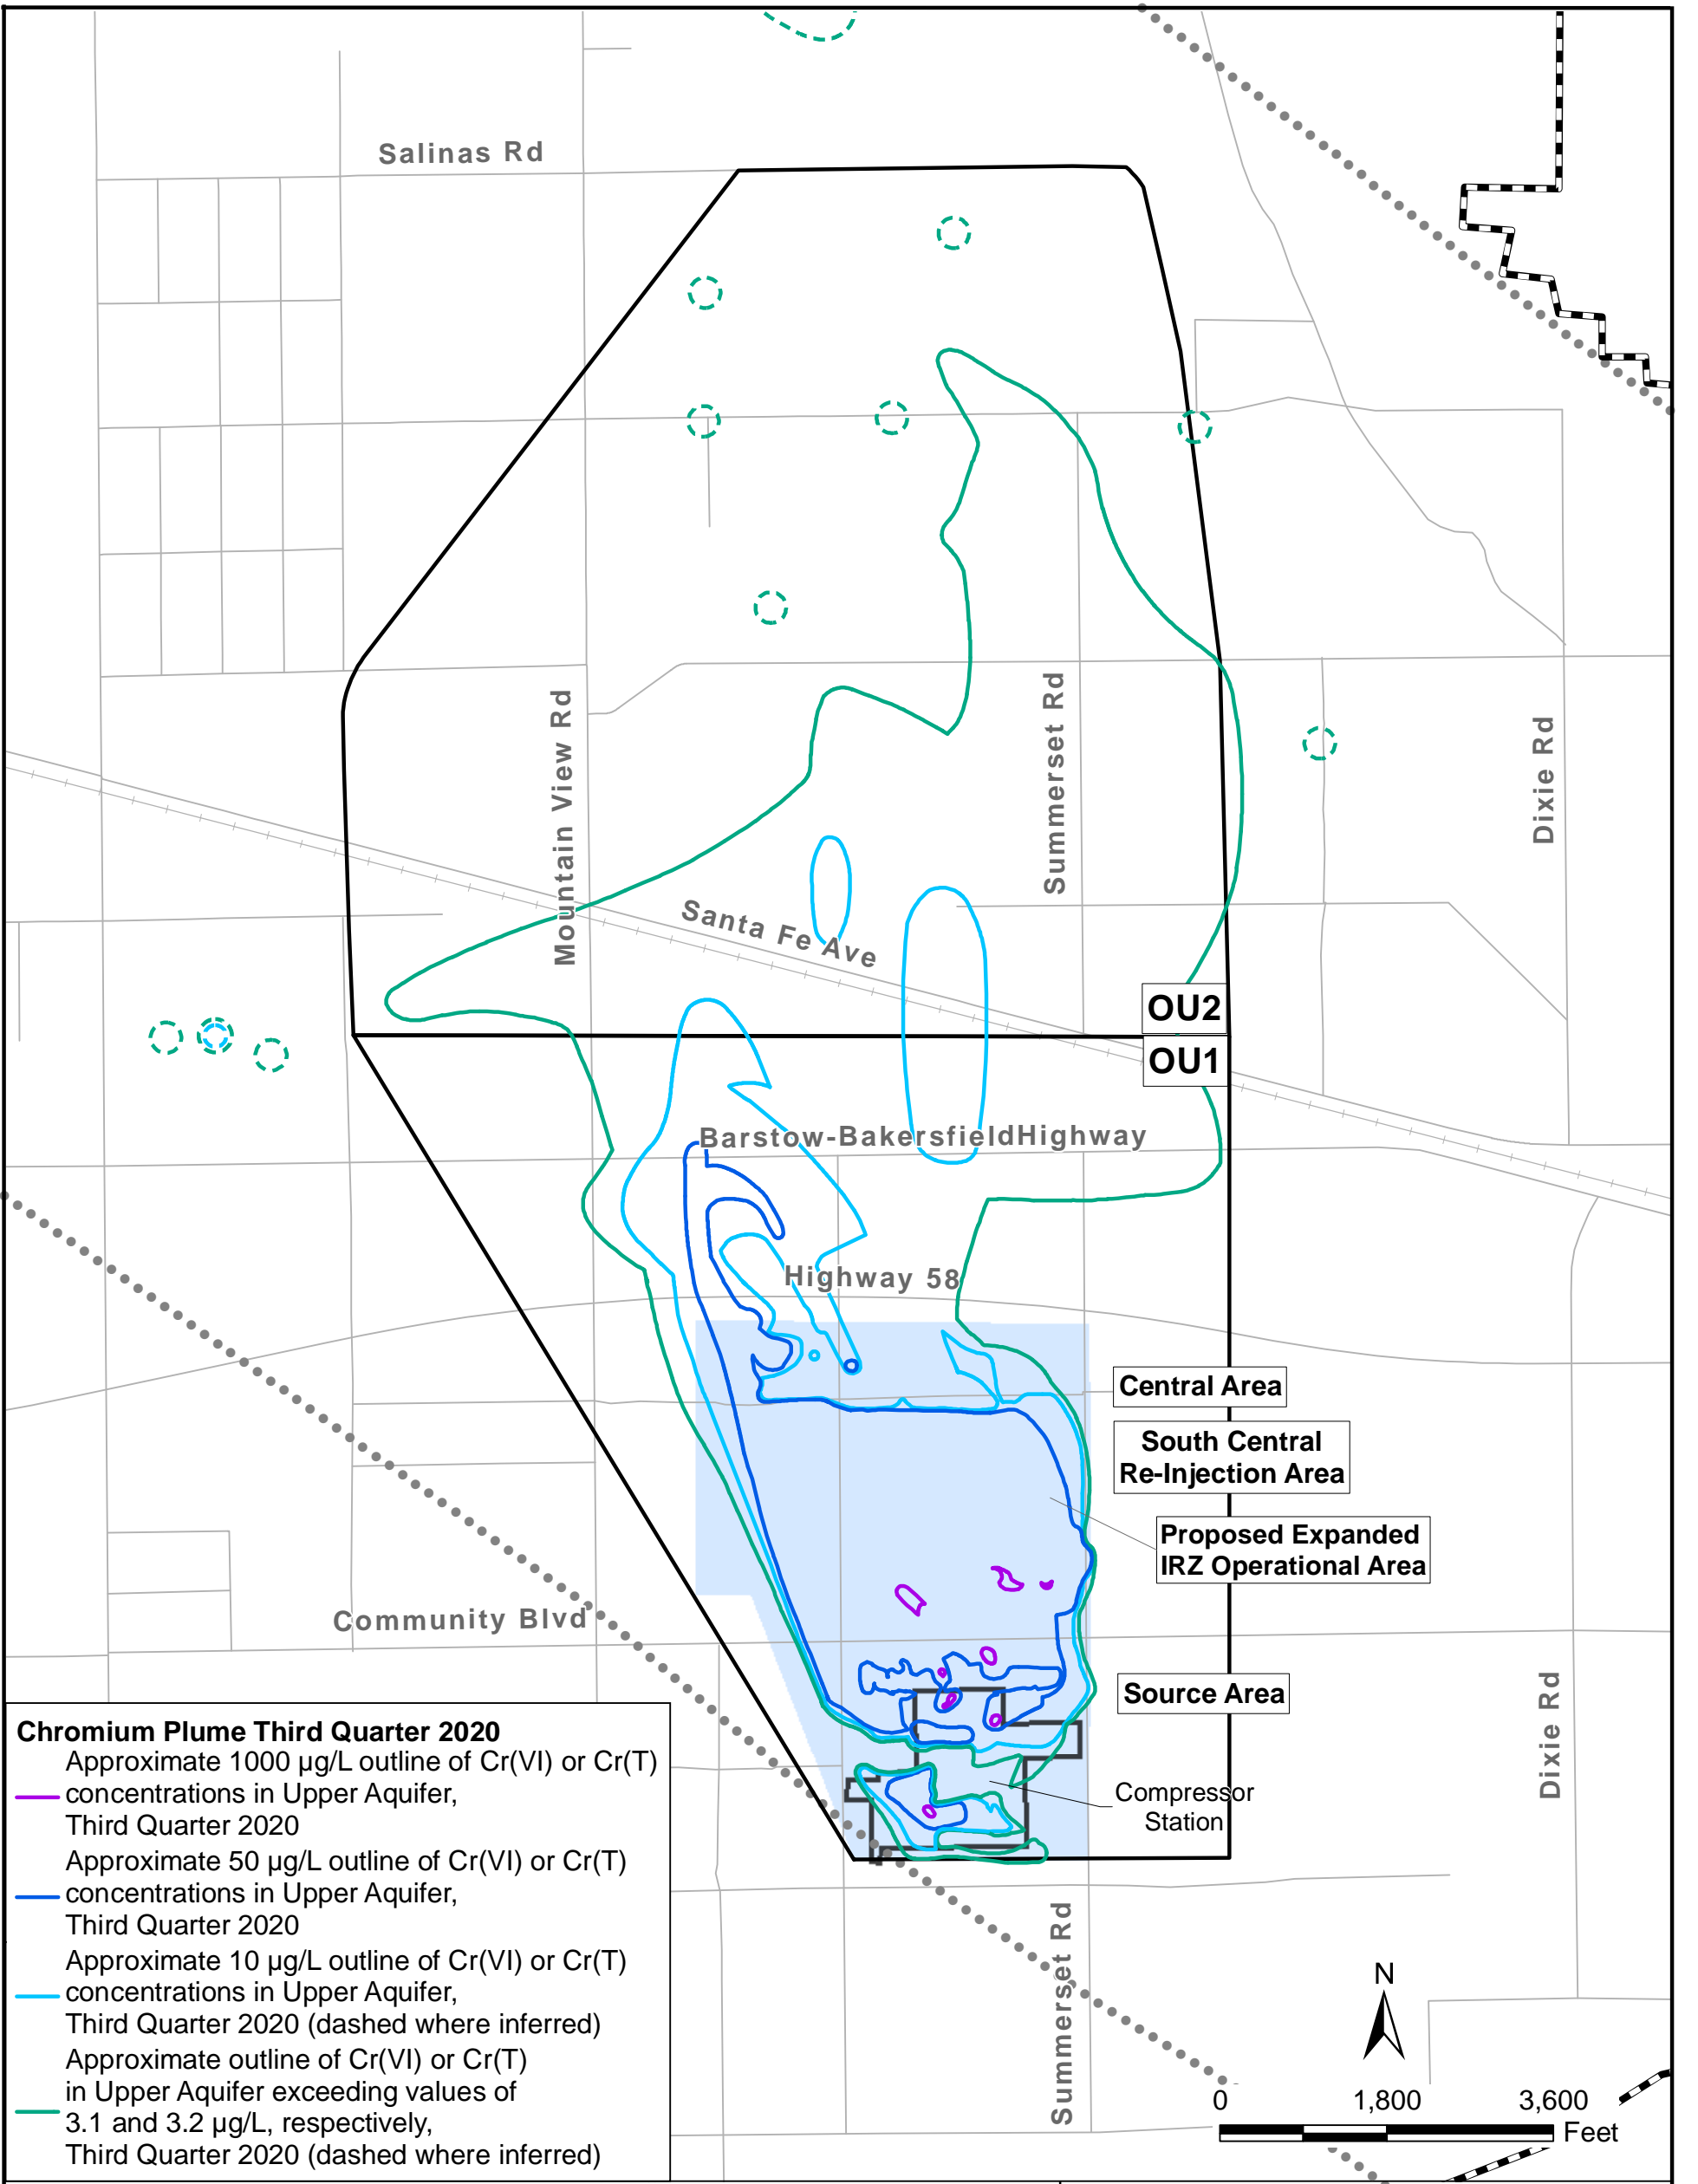 Salinas Rd
Mountain View Rd
Summerset Rd
Dixie Rd
Santa Fe Ave
OU2
OU1
Barstow-BakersfieldHighway
Highway 58
Central Area
South Central
Re-Injection Area
Proposed Expanded
IRZ Operational Area
Community Blvd
Source Area
Dixie Rd
Compressor
Station
Summerset Rd
Chromium Plume Third Quarter 2020
Approximate 1000 µg/L outline of Cr(VI) or Cr(T)
concentrations in Upper Aquifer,
Third Quarter 2020
Approximate 50 µg/L outline of Cr(VI) or Cr(T)
concentrations in Upper Aquifer,
Third Quarter 2020
Approximate 10 µg/L outline of Cr(VI) or Cr(T)
concentrations in Upper Aquifer,
Third Quarter 2020 (dashed where inferred)
Approximate outline of Cr(VI) or Cr(T)
in Upper Aquifer exceeding values of
3.1 and 3.2 µg/L, respectively,
Third Quarter 2020 (dashed where inferred)
N
0 1,800 3,600
Feet